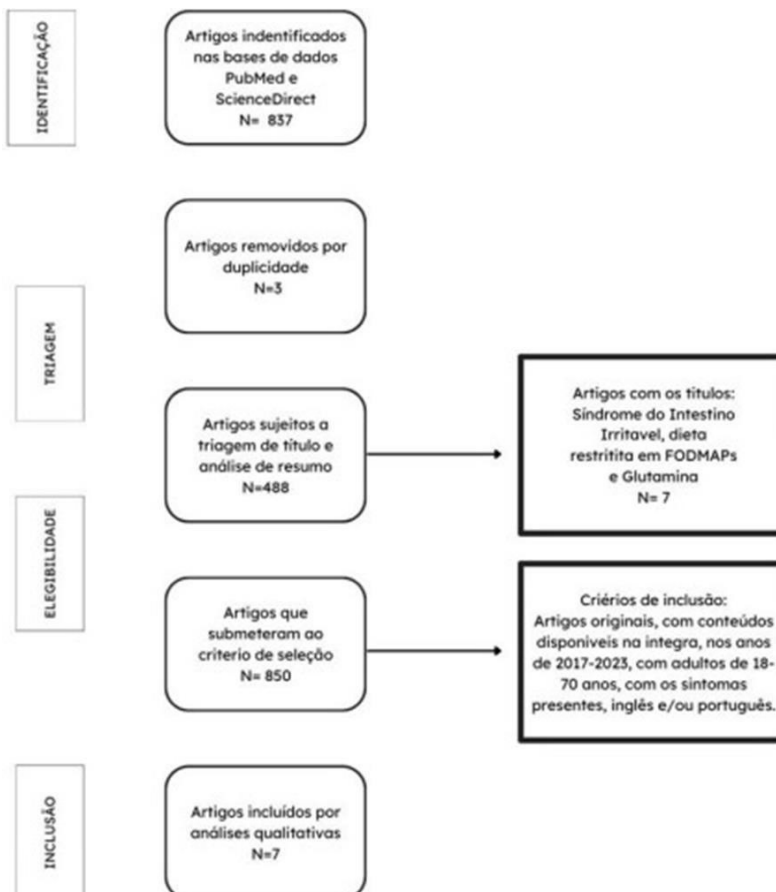 IDENTIFICAÇÃO
Artigos indentificados
nas bases de dados
PubMed e
ScienceDirect
N= 837
Artigos removidos por
duplicidade
N=3
TRIAGEM
Artigos sujeitos a
triagem de título e
análise de resumo
N=488
Artigos com os titulos:
Síndrome do Intestino
Irritavel, dieta
restritita em FODMAPs
e Glutamina
N= 7
ELEGIBILIDADE
Artigos que
submeteram ao
criterio de seleção
N= 850
Criérios de inclusão:
Artigos originais, com conteúdos
disponiveis na integra, nos anos
de 2017-2023, com adultos de 18-
70 anos, com os sintomas
presentes, inglês e/ou português.
INCLUSÃO
Artigos incluídos por
análises qualitativas
N=7